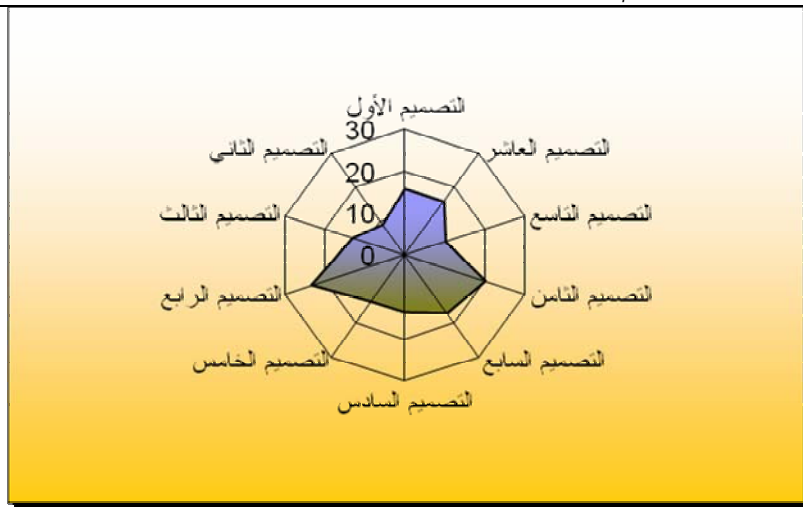 التصميم الأول
30
التصميم العاشر
التصميم الثاني
20
التصميم التاسع
التصميم الثالث
10
0
التصميم الثامن
التصميم الرابع
التصميم السابع
التصميم الخامس
التصميم السادس